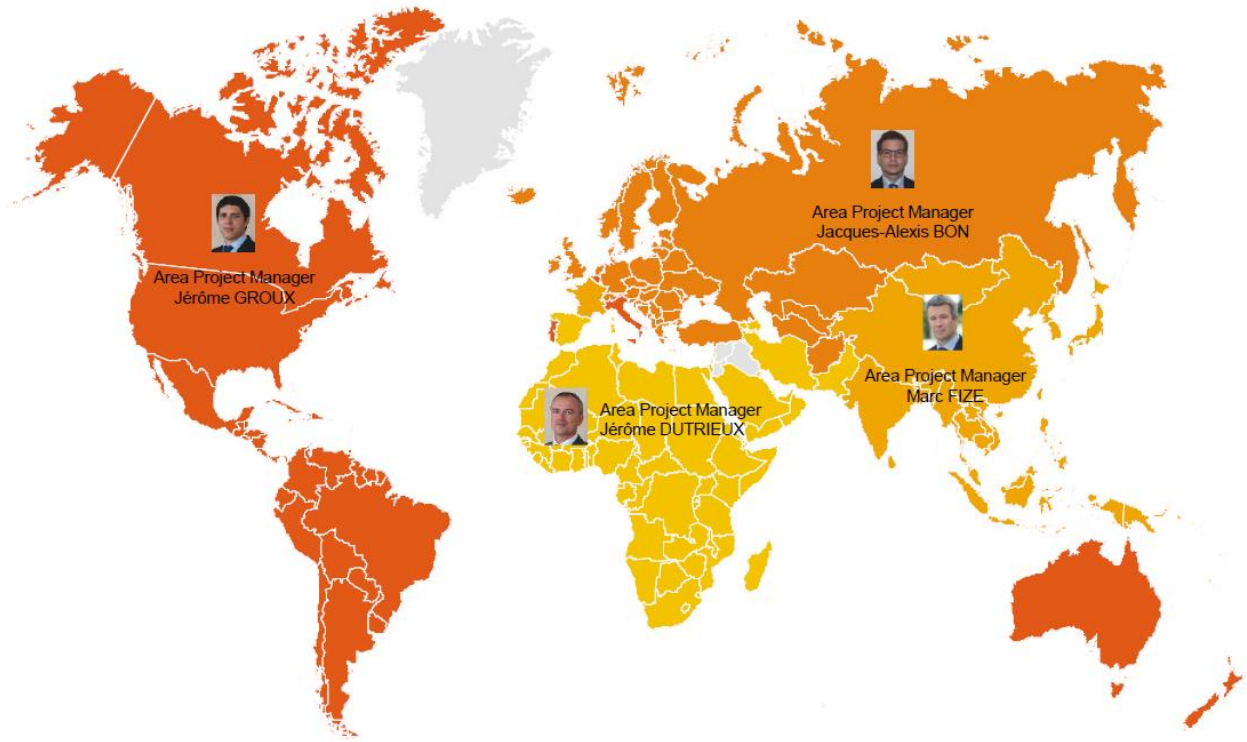 Area Project Manager
Jacques-Alexis BON
Area Project Manager
Jérôme GROUX
Area Project Manager
Marc FIZE
Area Project Manager
Jérôme DUTRIEUX